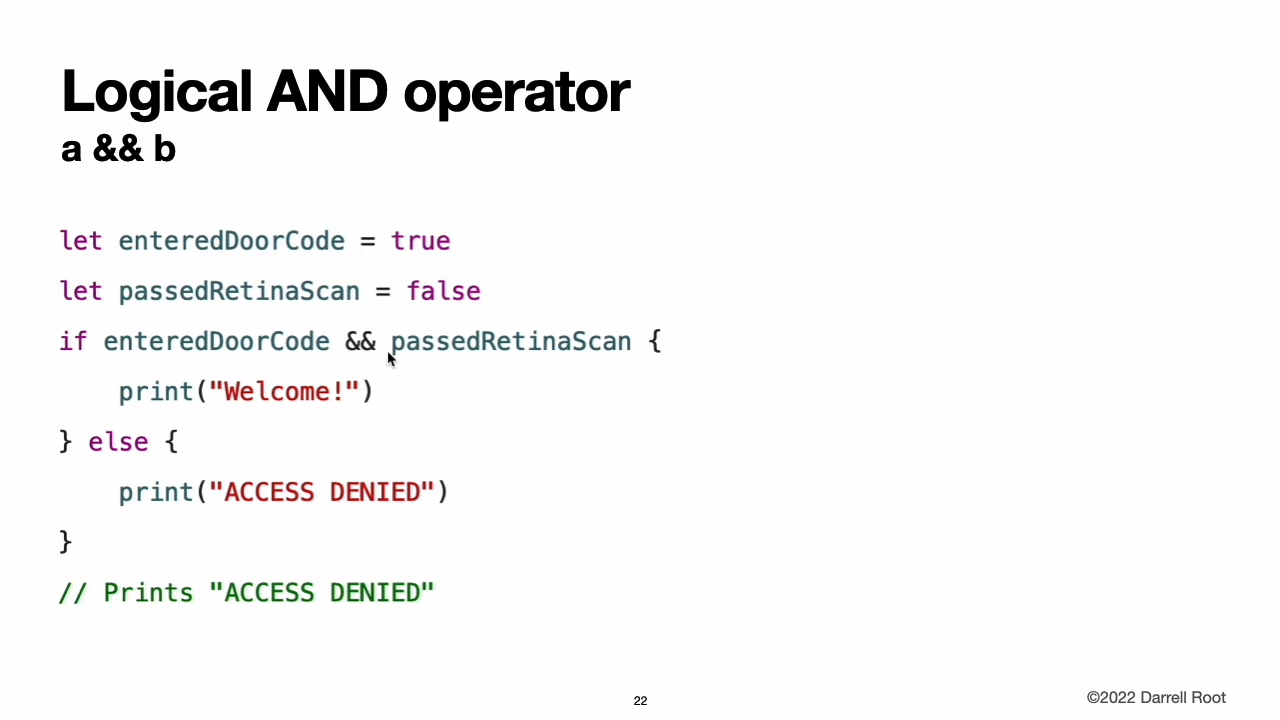 Logical AND operator
a && b
let enteredDoorCode = true
let passedRetinaScan = false
if enteredDoorCode && passedRetinaScan {
    print("Welcome!")
} else {
    print("ACCESS DENIED")
}
// Prints "ACCESS DENIED"
22
©2022 Darrell Root